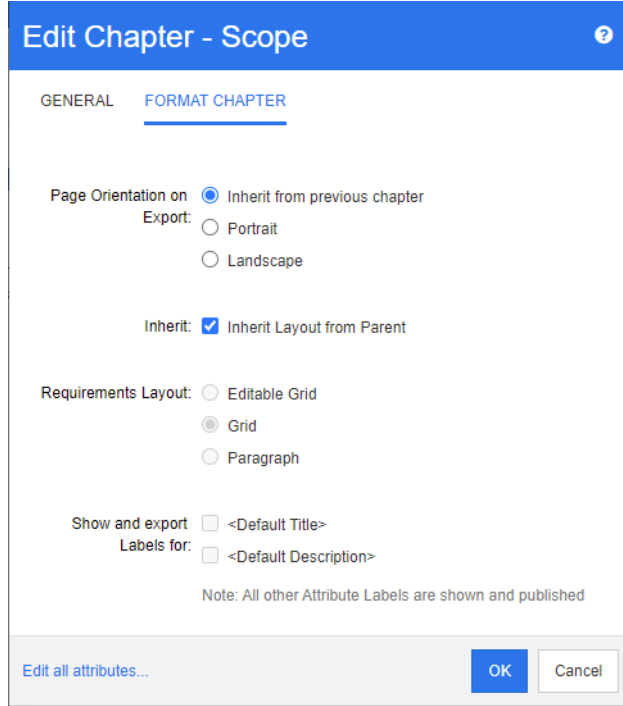 Edit Chapter - Scope
GENERAL FORMAT CHAPTER
Page Orientation on Export:
Inherit from previous chapter
Portrait
Landscape
Inherit: Inherit Layout from Parent
Requirements Layout: Editable Grid
Grid
Paragraph
Show and export Labels for:
<Default Title>
<Default Description>
Note: All other Attribute Labels are shown and published
Edit all attributes... OK Cancel